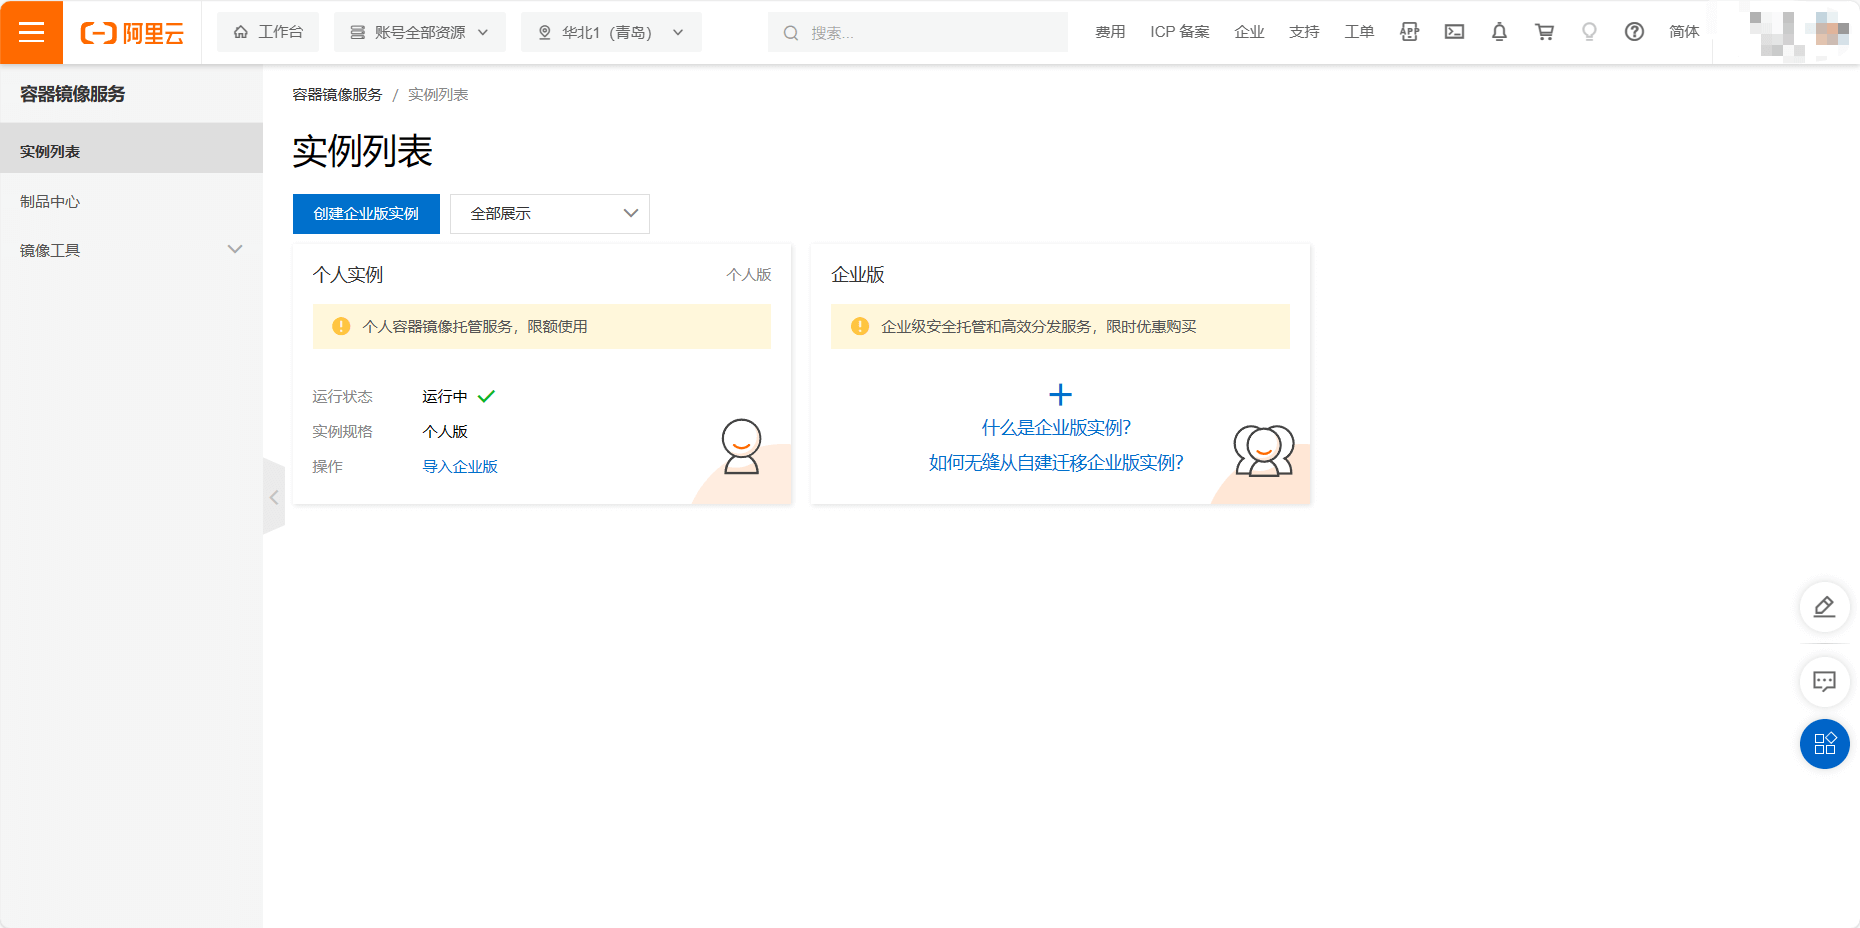 阿里云
工作台
账号全部资源
华北1（青岛）
搜索...
费用
ICP 备案
企业
支持
工单
APP
简体
容器镜像服务
实例列表
制品中心
镜像工具
容器镜像服务 / 实例列表
实例列表
创建企业版实例
全部展示
个人实例
个人版
个人容器镜像托管服务，限额使用
运行状态 运行中
实例规格 个人版
操作 导入企业版
企业版
企业级安全托管和高效分发服务，限时优惠购买
什么是企业版实例?
如何无缝从自建迁移企业版实例?